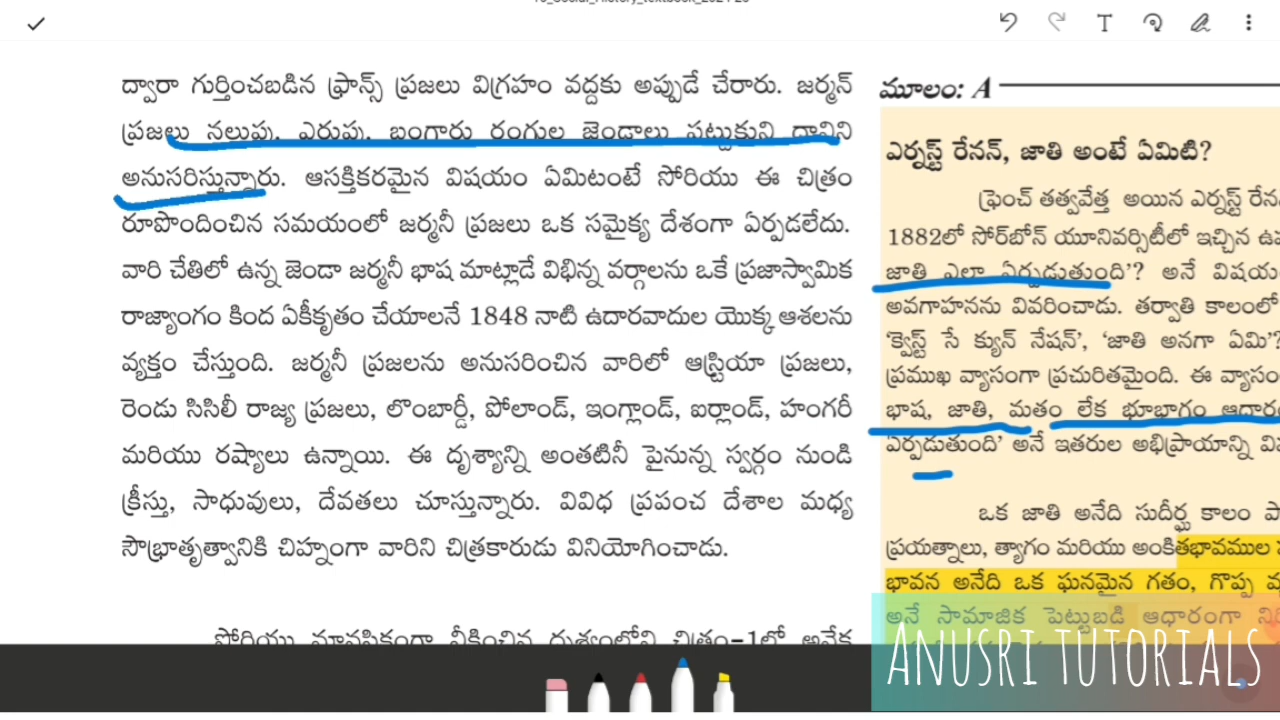 ద్వారా గుర్తించబడిన ఫ్రాన్స్ ప్రజలు విగ్రహం వద్దకు అప్పుడే చేరారు. జర్మన్
ప్రజలు నలుపు, ఎరుపు, బంగారు రంగుల జెండాలు పట్టుకుని దానిని
అనుసరిస్తున్నారు. ఆసక్తికరమైన విషయం ఏమిటంటే సోరియు ఈ చిత్రం
రూపొందించిన సమయంలో జర్మనీ ప్రజలు ఒక సమైక్య దేశంగా ఏర్పడలేదు.
వారి చేతిలో ఉన్న జెండా జర్మనీ భాష మాట్లాడే విభిన్న వర్గాలను ఒకే ప్రజాస్వామిక
రాజ్యాంగం కింద ఏకీకృతం చేయాలనే 1848 నాటి ఉదారవాదుల యొక్క ఆశలను
వ్యక్తం చేస్తుంది. జర్మనీ ప్రజలను అనుసరించిన వారిలో ఆస్ట్రియా ప్రజలు,
రెండు సిసిలీ రాజ్య ప్రజలు, లొంబార్డీ, పోలాండ్, ఇంగ్లాండ్, ఐర్లాండ్, హంగరీ
మరియు రష్యాలు ఉన్నాయి. ఈ దృశ్యాన్ని అంతటినీ పైనున్న స్వర్గం నుండి
క్రీస్తు, సాధువులు, దేవతలు చూస్తున్నారు. వివిధ ప్రపంచ దేశాల మధ్య
సౌభ్రాతృత్వానికి చిహ్నంగా వారిని చిత్రకారుడు వినియోగించాడు.
సోరియు మానసికంగా వీక్షించిన దృశ్యంలోని చిత్రం-1లో అనేక
మూలం: A
ఎర్నస్ట్ రేనన్, జాతి అంటే ఏమిటి?
ఫ్రెంచ్ తత్వవేత్త అయిన ఎర్నస్ట్ రేన
1882లో సోర్‌బోన్ యూనివర్సిటీలో ఇచ్చిన ఉప
జాతి ఎలా ఏర్పడుతుంది'? అనే విషయ
అవగాహనను వివరించాడు. తర్వాతి కాలంలో
'క్వెస్ట్ సే క్యున్ నేషన్', 'జాతి అనగా ఏమి'?
ప్రముఖ వ్యాసంగా ప్రచురితమైంది. ఈ వ్యాసం
భాష, జాతి, మతం లేక భూభాగం ఆధార
ఏర్పడుతుంది' అనే ఇతరుల అభిప్రాయాన్ని వి
ఒక జాతి అనేది సుదీర్ఘ కాలం పా
ప్రయత్నాలు, త్యాగం మరియు అంకితభావముల
భావన అనేది ఒక ఘనమైన గతం, గొప్ప వ
అనే సామాజిక పెట్టుబడి ఆధారంగా ని
ANUSRI TUTORIALS